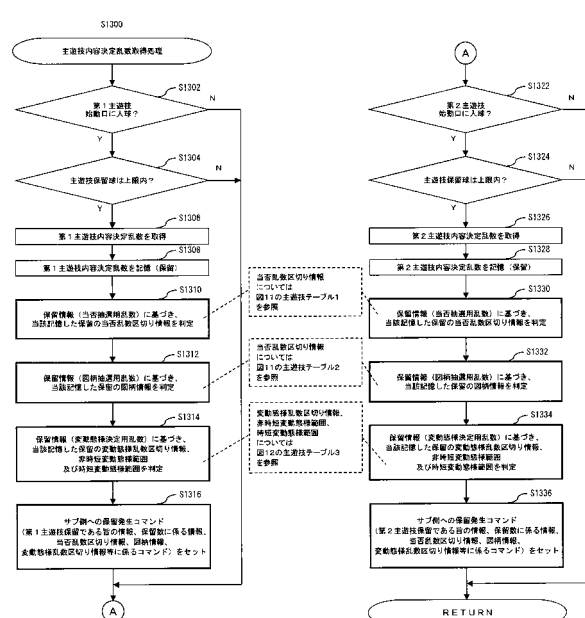 S1300
主遊技内容決定乱数取得処理
S1302
第1主遊技
始動口に入球？
N
Y
S1304
主遊技保留球は上限内？
N
Y
S1306
第1主遊技内容決定乱数を取得
S1308
第1主遊技内容決定乱数を記憶（保留）
S1310
保留情報（当否抽選用乱数）に基づき、
当該記憶した保留の当否乱数区切り情報を判定
S1312
保留情報（図柄抽選用乱数）に基づき、
当該記憶した保留の図柄情報を判定
S1314
保留情報（変動態様決定用乱数）に基づき、
当該記憶した保留の変動態様乱数区切り情報、
非時短変動態様範囲
及び時短変動態様範囲を判定
S1316
サブ側への保留発生コマンド
（第1主遊技保留である旨の情報、保留数に係る情報、
当否乱数区切り情報、図柄情報、
変動態様乱数区切り情報等に係るコマンド）をセット
A
当否乱数区切り情報
については
図11の主遊技テーブル1
を参照
当否乱数区切り情報
については
図11の主遊技テーブル2
を参照
変動態様乱数区切り情報、
非時短変動態様範囲、
時短変動態様範囲
については
図12の主遊技テーブル3
を参照
A
S1322
第2主遊技
始動口に入球？
N
Y
S1324
主遊技保留球は上限内？
N
Y
S1326
第2主遊技内容決定乱数を取得
S1328
第2主遊技内容決定乱数を記憶（保留）
S1330
保留情報（当否抽選用乱数）に基づき、
当該記憶した保留の当否乱数区切り情報を判定
S1332
保留情報（図柄抽選用乱数）に基づき、
当該記憶した保留の図柄情報を判定
S1334
保留情報（変動態様決定用乱数）に基づき、
当該記憶した保留の変動態様乱数区切り情報、
非時短変動態様範囲
及び時短変動態様範囲を判定
S1336
サブ側への保留発生コマンド
（第2主遊技保留である旨の情報、保留数に係る情報、
当否乱数区切り情報、図柄情報、
変動態様乱数区切り情報等に係るコマンド）をセット
RETURN